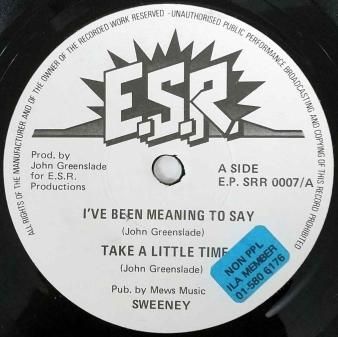 ALL RIGHTS OF THE MANUFACTURER AND OF THE OWNER OF THE RECORDED WORK RESERVED - UNAUTHORISED PUBLIC PERFORMANCE BROADCASTING AND COPYING OF THIS RECORD PROHIBITED
E.S.R.
Prod. by
John Greenslade
for E.S.R.
Productions
A SIDE
E.P. SRR 0007/A
I'VE BEEN MEANING TO SAY
(John Greenslade)
TAKE A LITTLE TIME
(John Greenslade)
Pub. by Mews Music
SWEENEY
NON PPL
ILA MEMBER
01-580 6176